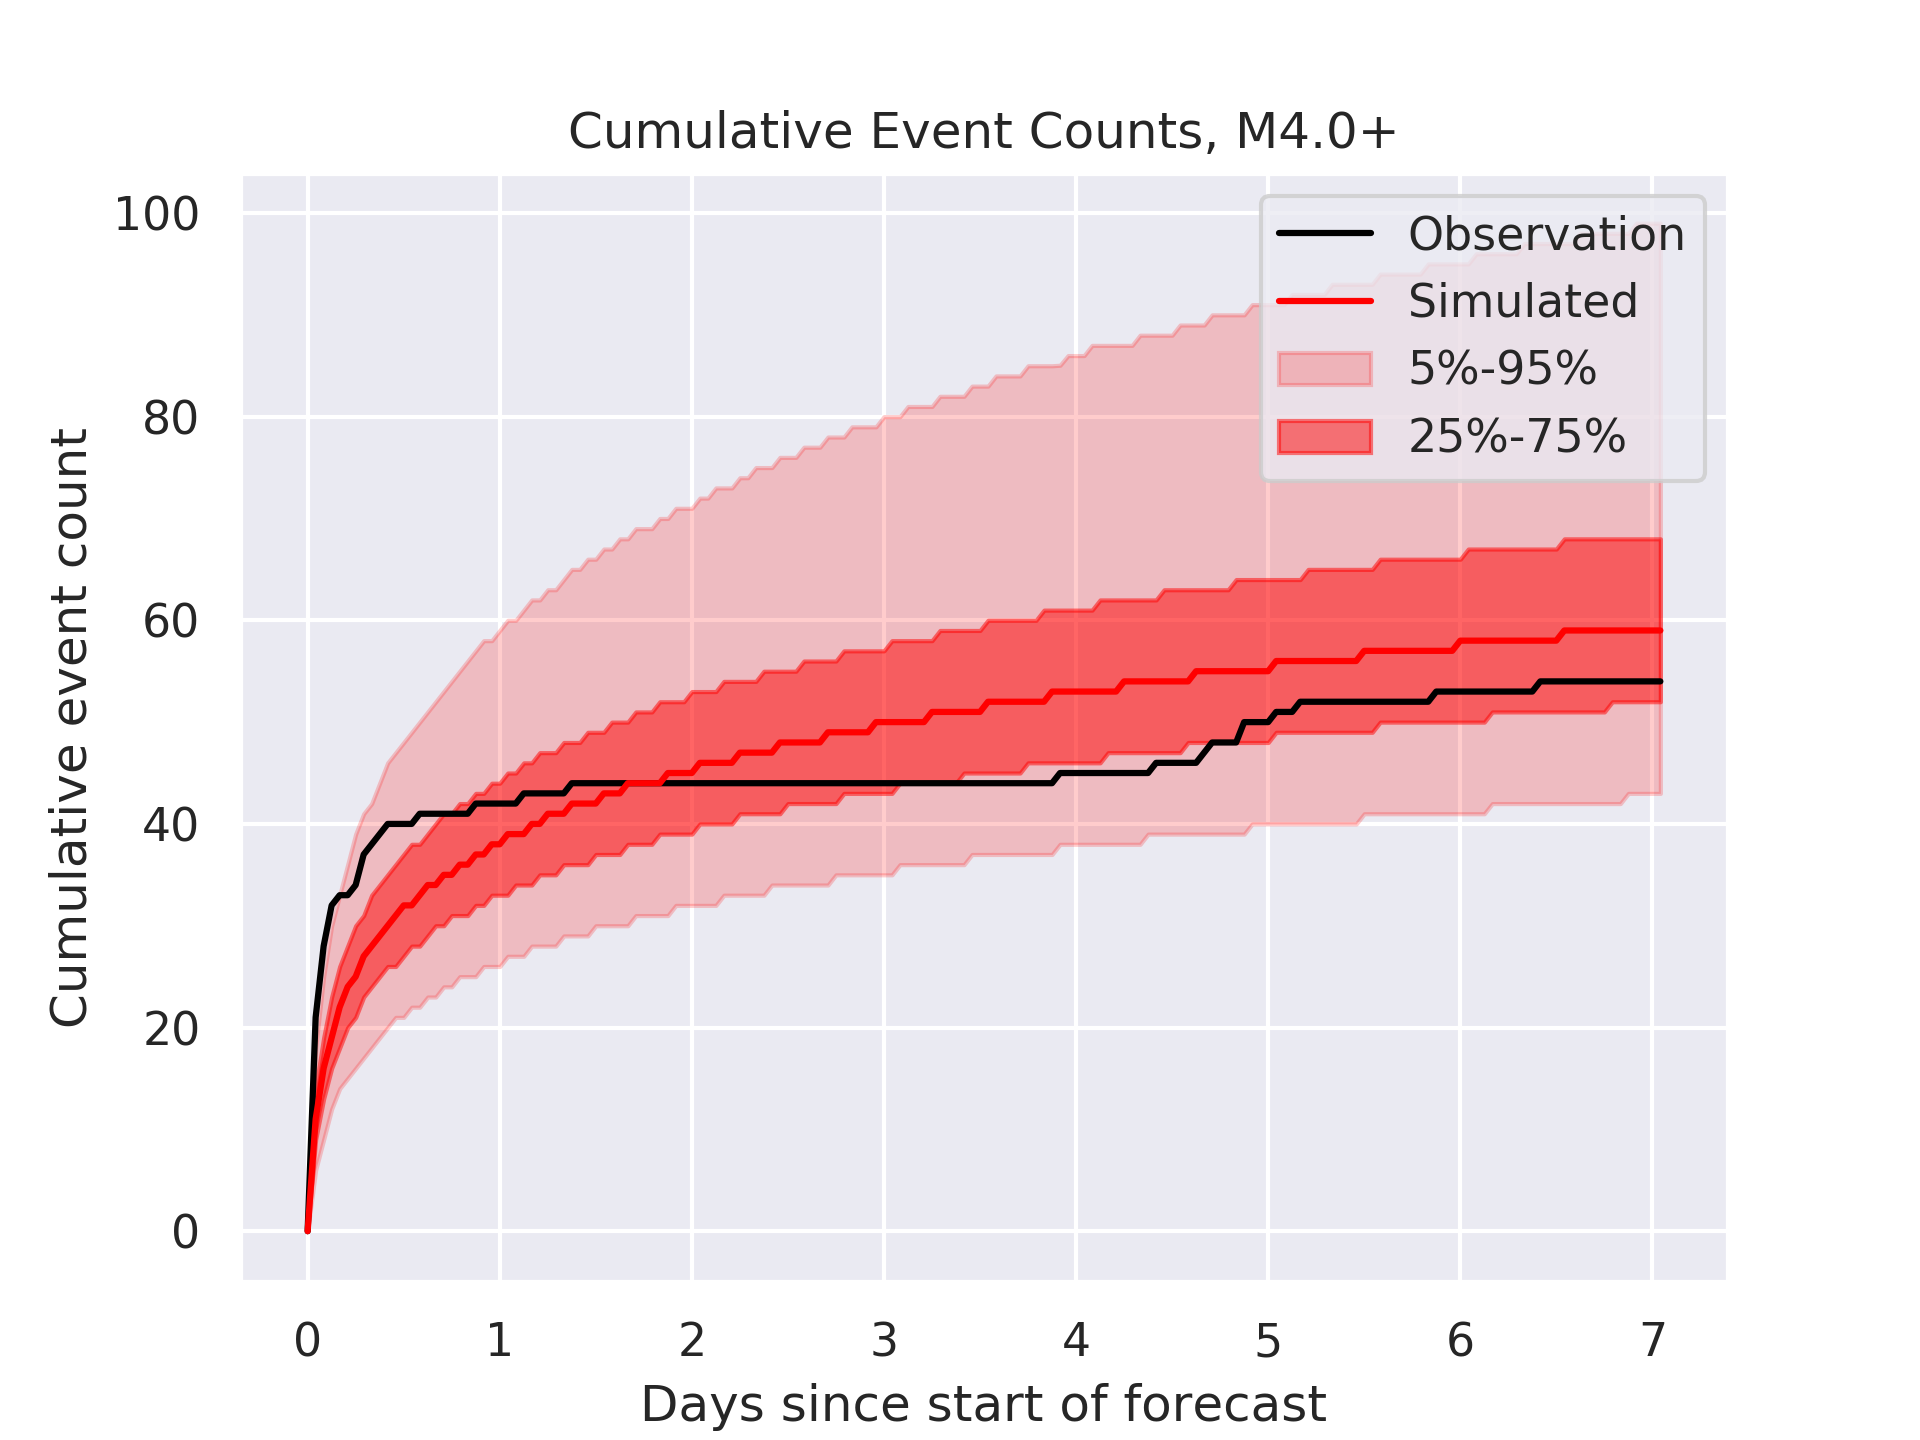 Cumulative Event Counts, M4.0+
Cumulative event count
100
80
60
40
20
0
Observation
Simulated
5%-95%
25%-75%
0 1 2 3 4 5 6 7
Days since start of forecast